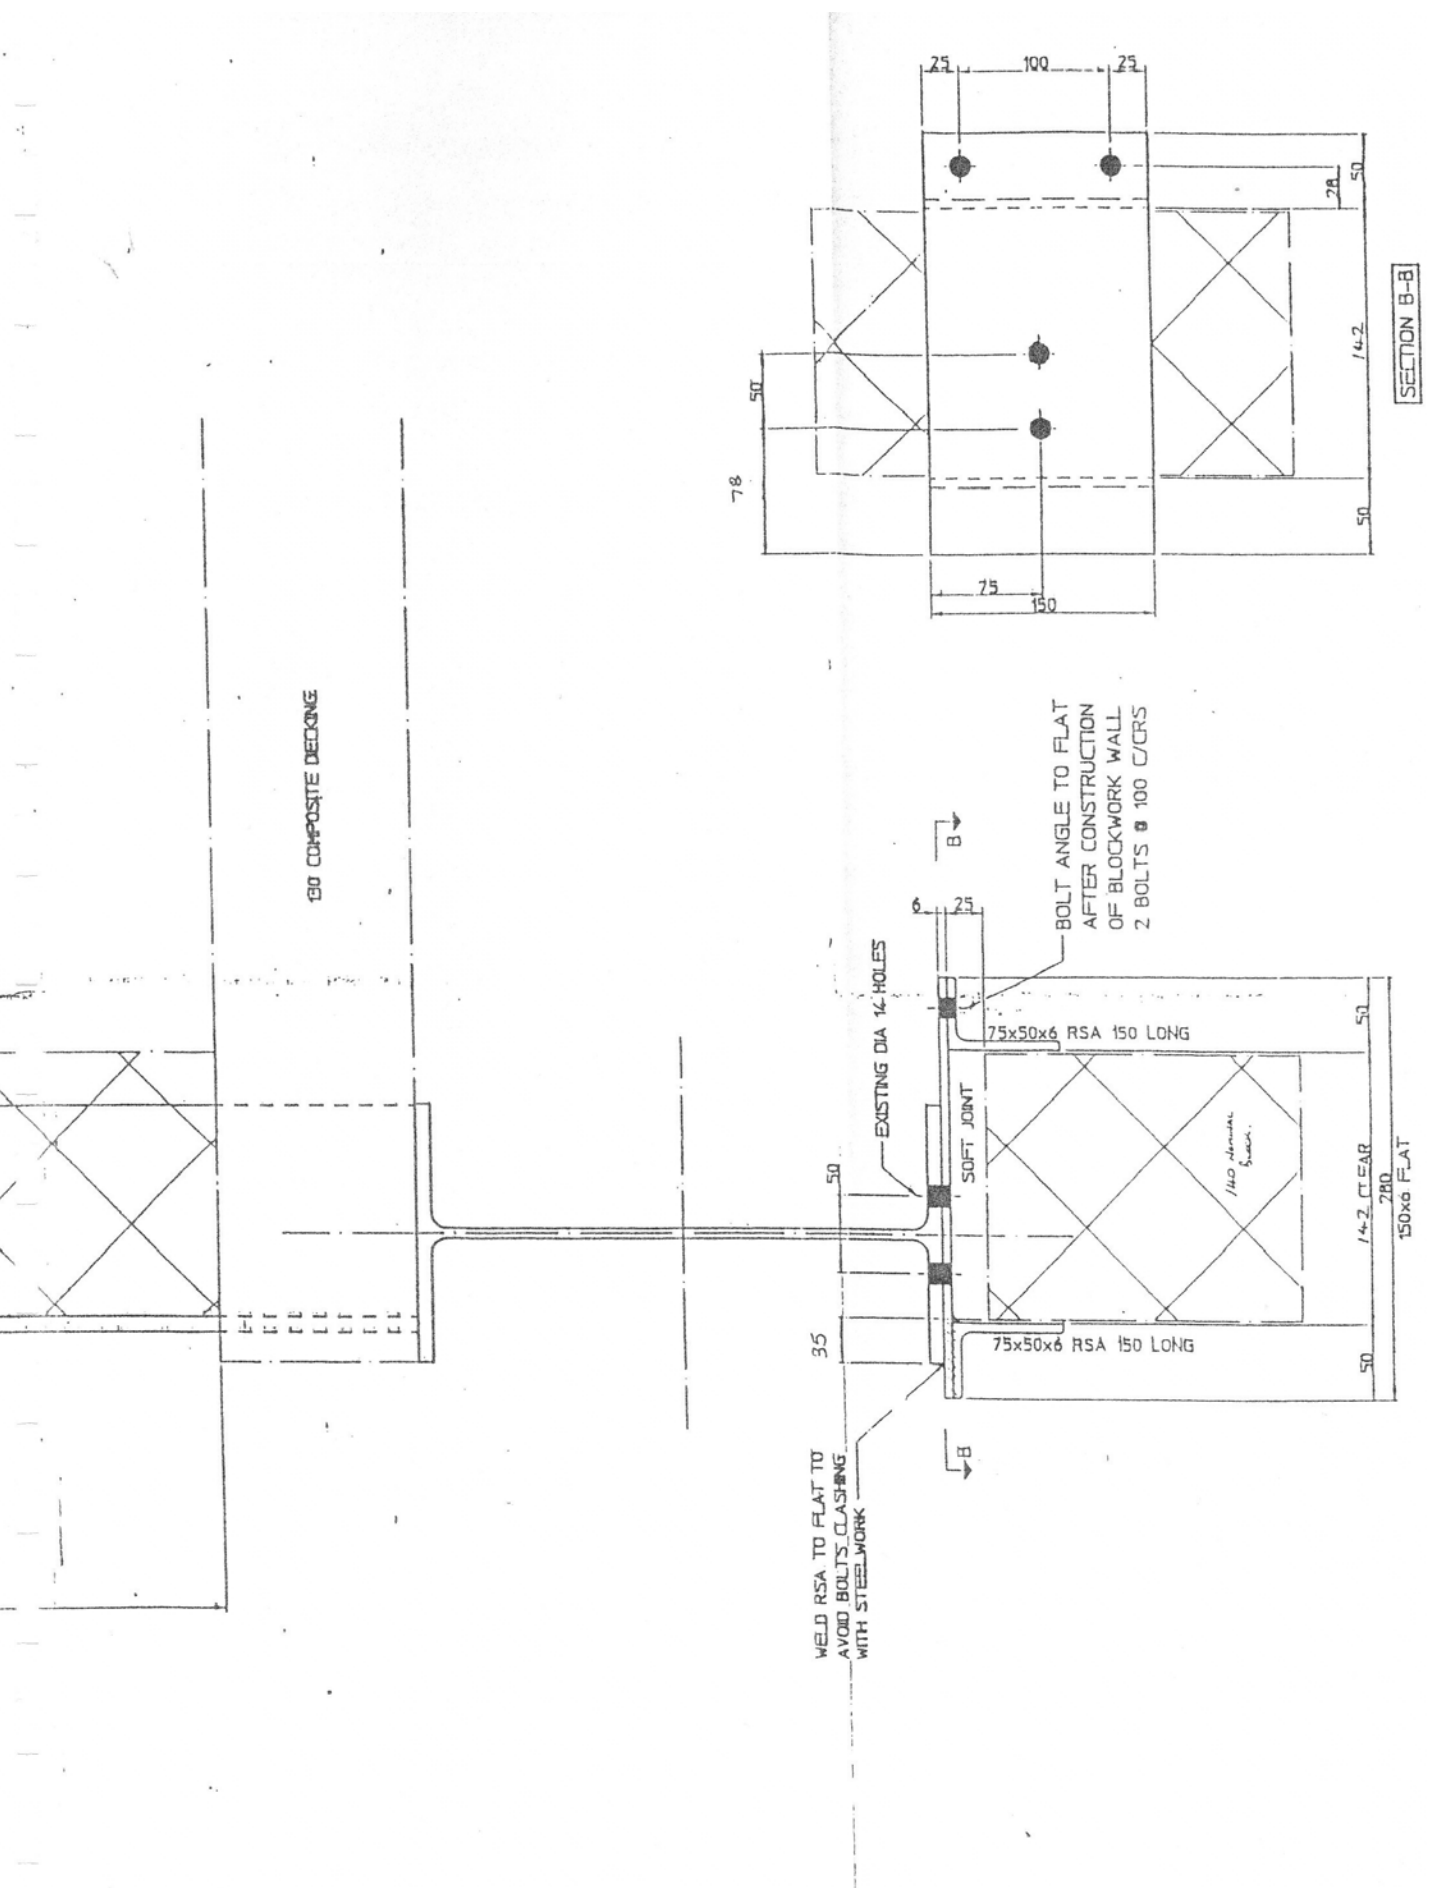 25
100
25
50
28
142
50
50
78
75
150
SECTION B-B
130 COMPOSITE DECKING
BOLT ANGLE TO FLAT
AFTER CONSTRUCTION
OF BLOCKWORK WALL
2 BOLTS @ 100 C/CRS
B
6
25
EXISTING DIA 14 HOLES
50
35
75x50x6 RSA 150 LONG
SOFT JOINT
140 Nominal
Block.
75x50x6 RSA 150 LONG
50
142 CLEAR
50
280
150x6 FLAT
B
WELD RSA TO FLAT TO
AVOID BOLTS CLASHING
WITH STEELWORK